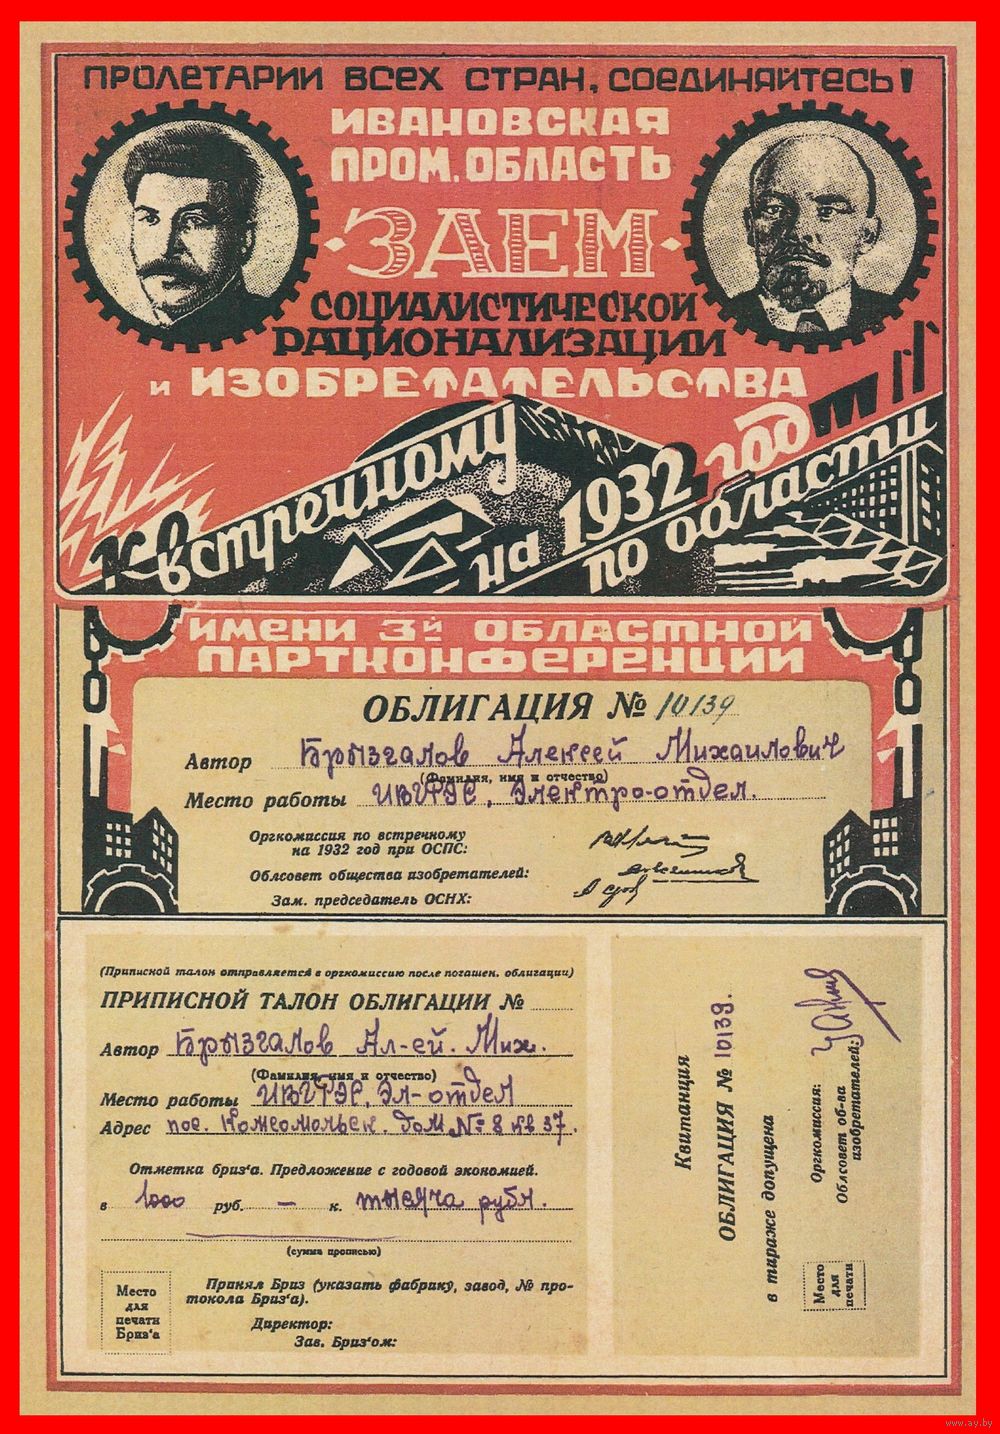 ПРОЛЕТАРИИ ВСЕХ СТРАН, СОЕДИНЯЙТЕСЬ!
ИВАНОВСКАЯ
ПРОМ. ОБЛАСТЬ
ЗАЕМ
СОЦИАЛИСТИЧЕСКОЙ
РАЦИОНАЛИЗАЦИИ
И ИЗОБРЕТАТЕЛЬСТВА
К встречному
на 1932 год
по области
ИМЕНИ 3й ОБЛАСТНОЙ
ПАРТКОНФЕРЕНЦИИ
ОБЛИГАЦИЯ № 10139
Автор Брызгалов Алексей Михаилович
(Фамилия, имя и отчество)
Место работы ИВГРЭС, Электро-отдел.
Оргкомиссия по встречному
на 1932 год при ОСПС:
Облсовет общества изобретателей:
Зам. председатель ОСНХ:
(Приписной талон отправляется в оргкомиссию после погашен. облигации)
ПРИПИСНОЙ ТАЛОН ОБЛИГАЦИИ №
Автор Брызгалов Ал-ей. Мих.
(Фамилия, имя и отчество)
Место работы ИВГРЭС, Эл-отдел
Адрес пос. Комсомольск. дом № 8 кв 37.
Отметка бриз'а. Предложение с годовой экономией.
в 1000 руб. — к. тысяча рубл.
(сумма прописью)
Место
для
печати
Бриз'а
Принял Бриз (указать фабрику, завод, № про-
токола Бриз'а).
Директор:
Зав. Бриз'ом:
Квитанция
ОБЛИГАЦИЯ № 10139.
в тираже допущена
Оргкомиссия:
Облсовет об-ва
изобретателей:
Место
для
печати
www.ay.by